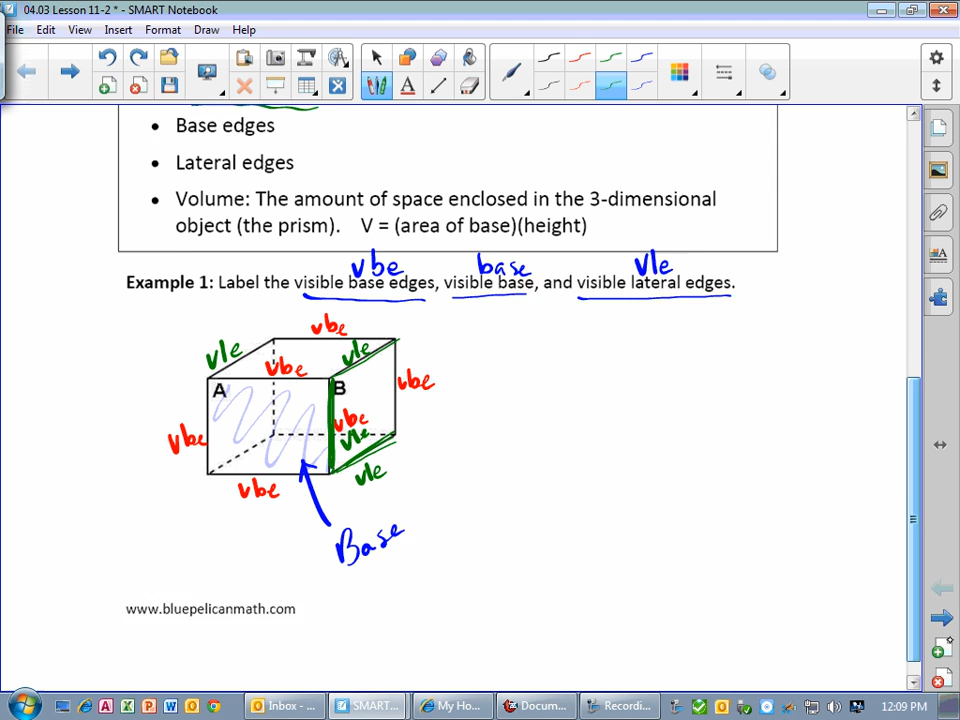 04.03 Lesson 11-2 * - SMART Notebook
File Edit View Insert Format Draw Help
• Base edges
• Lateral edges
• Volume: The amount of space enclosed in the 3-dimensional
object (the prism). V = (area of base)(height)
vbe base vle
Example 1: Label the visible base edges, visible base, and visible lateral edges.
vbe
vle vbe vle
A B vbe
vbe vbe
vle
vbe vle
Base
www.bluepelicanmath.com
Inbox - ... SMART... My Ho... Docum... Recordi... 12:09 PM